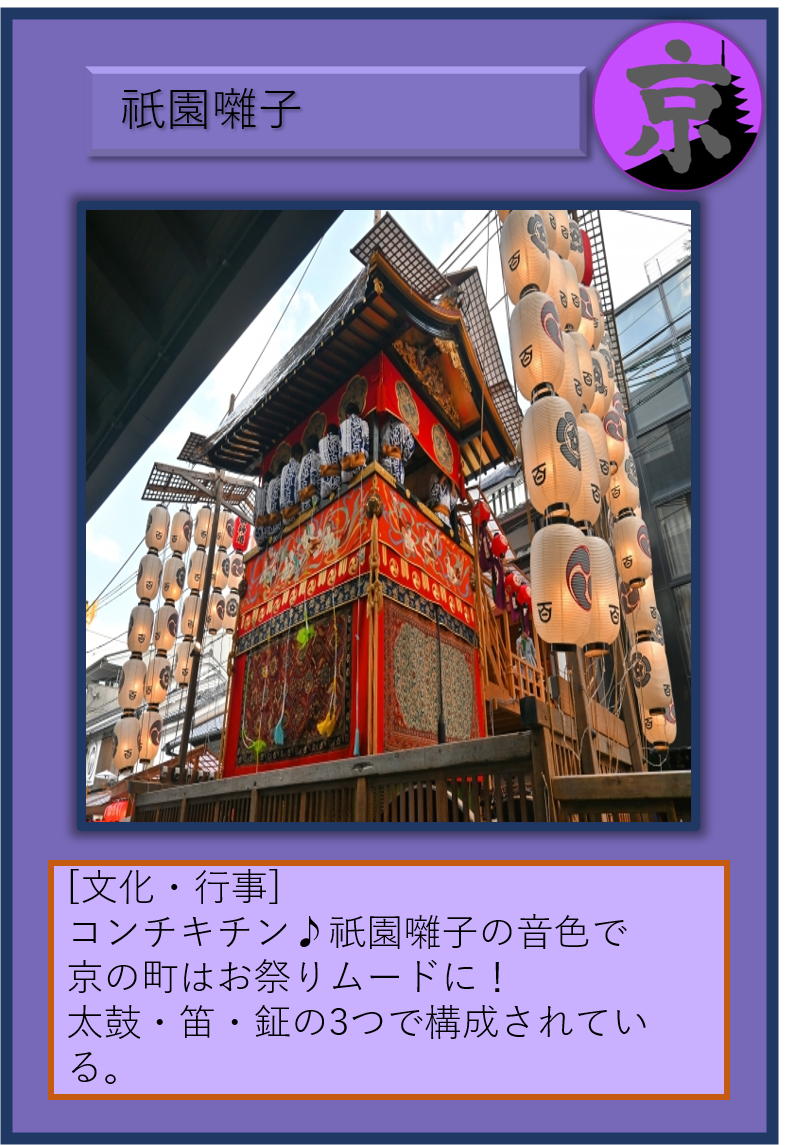 祇園囃子
京
[文化・行事]
コンチキチン♪祇園囃子の音色で
京の町はお祭りムードに！
太鼓・笛・鉦の3つで構成されてい
る。